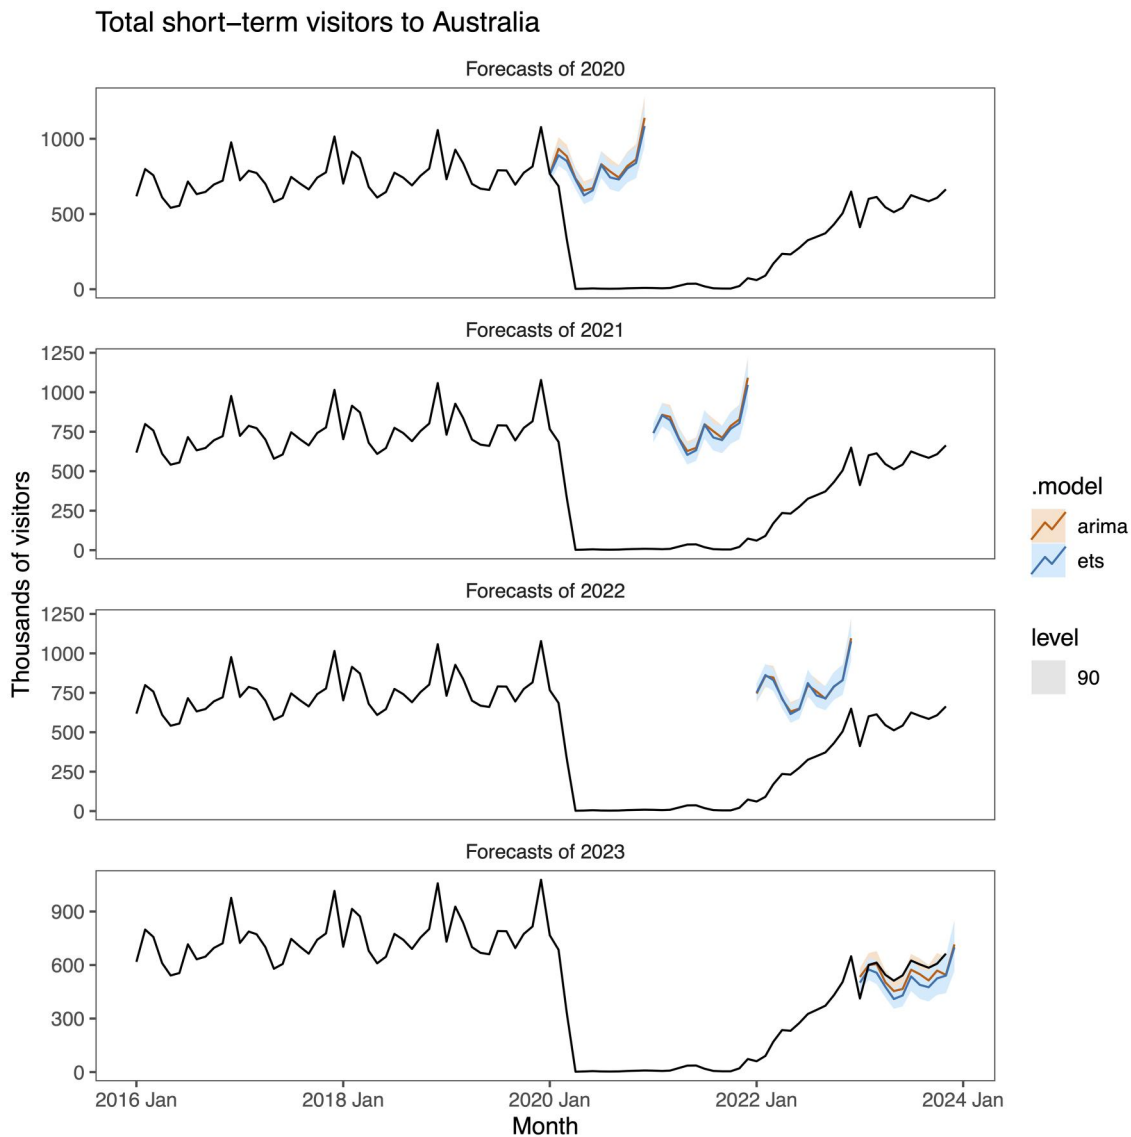 Total short–term visitors to Australia
Forecasts of 2020
1000
500
0
Forecasts of 2021
1250
1000
750
500
250
0
Forecasts of 2022
1250
1000
750
500
250
0
Forecasts of 2023
900
600
300
0
2016 Jan
2018 Jan
2020 Jan
2022 Jan
2024 Jan
Month
Thousands of visitors
.model
arima
ets
level
90